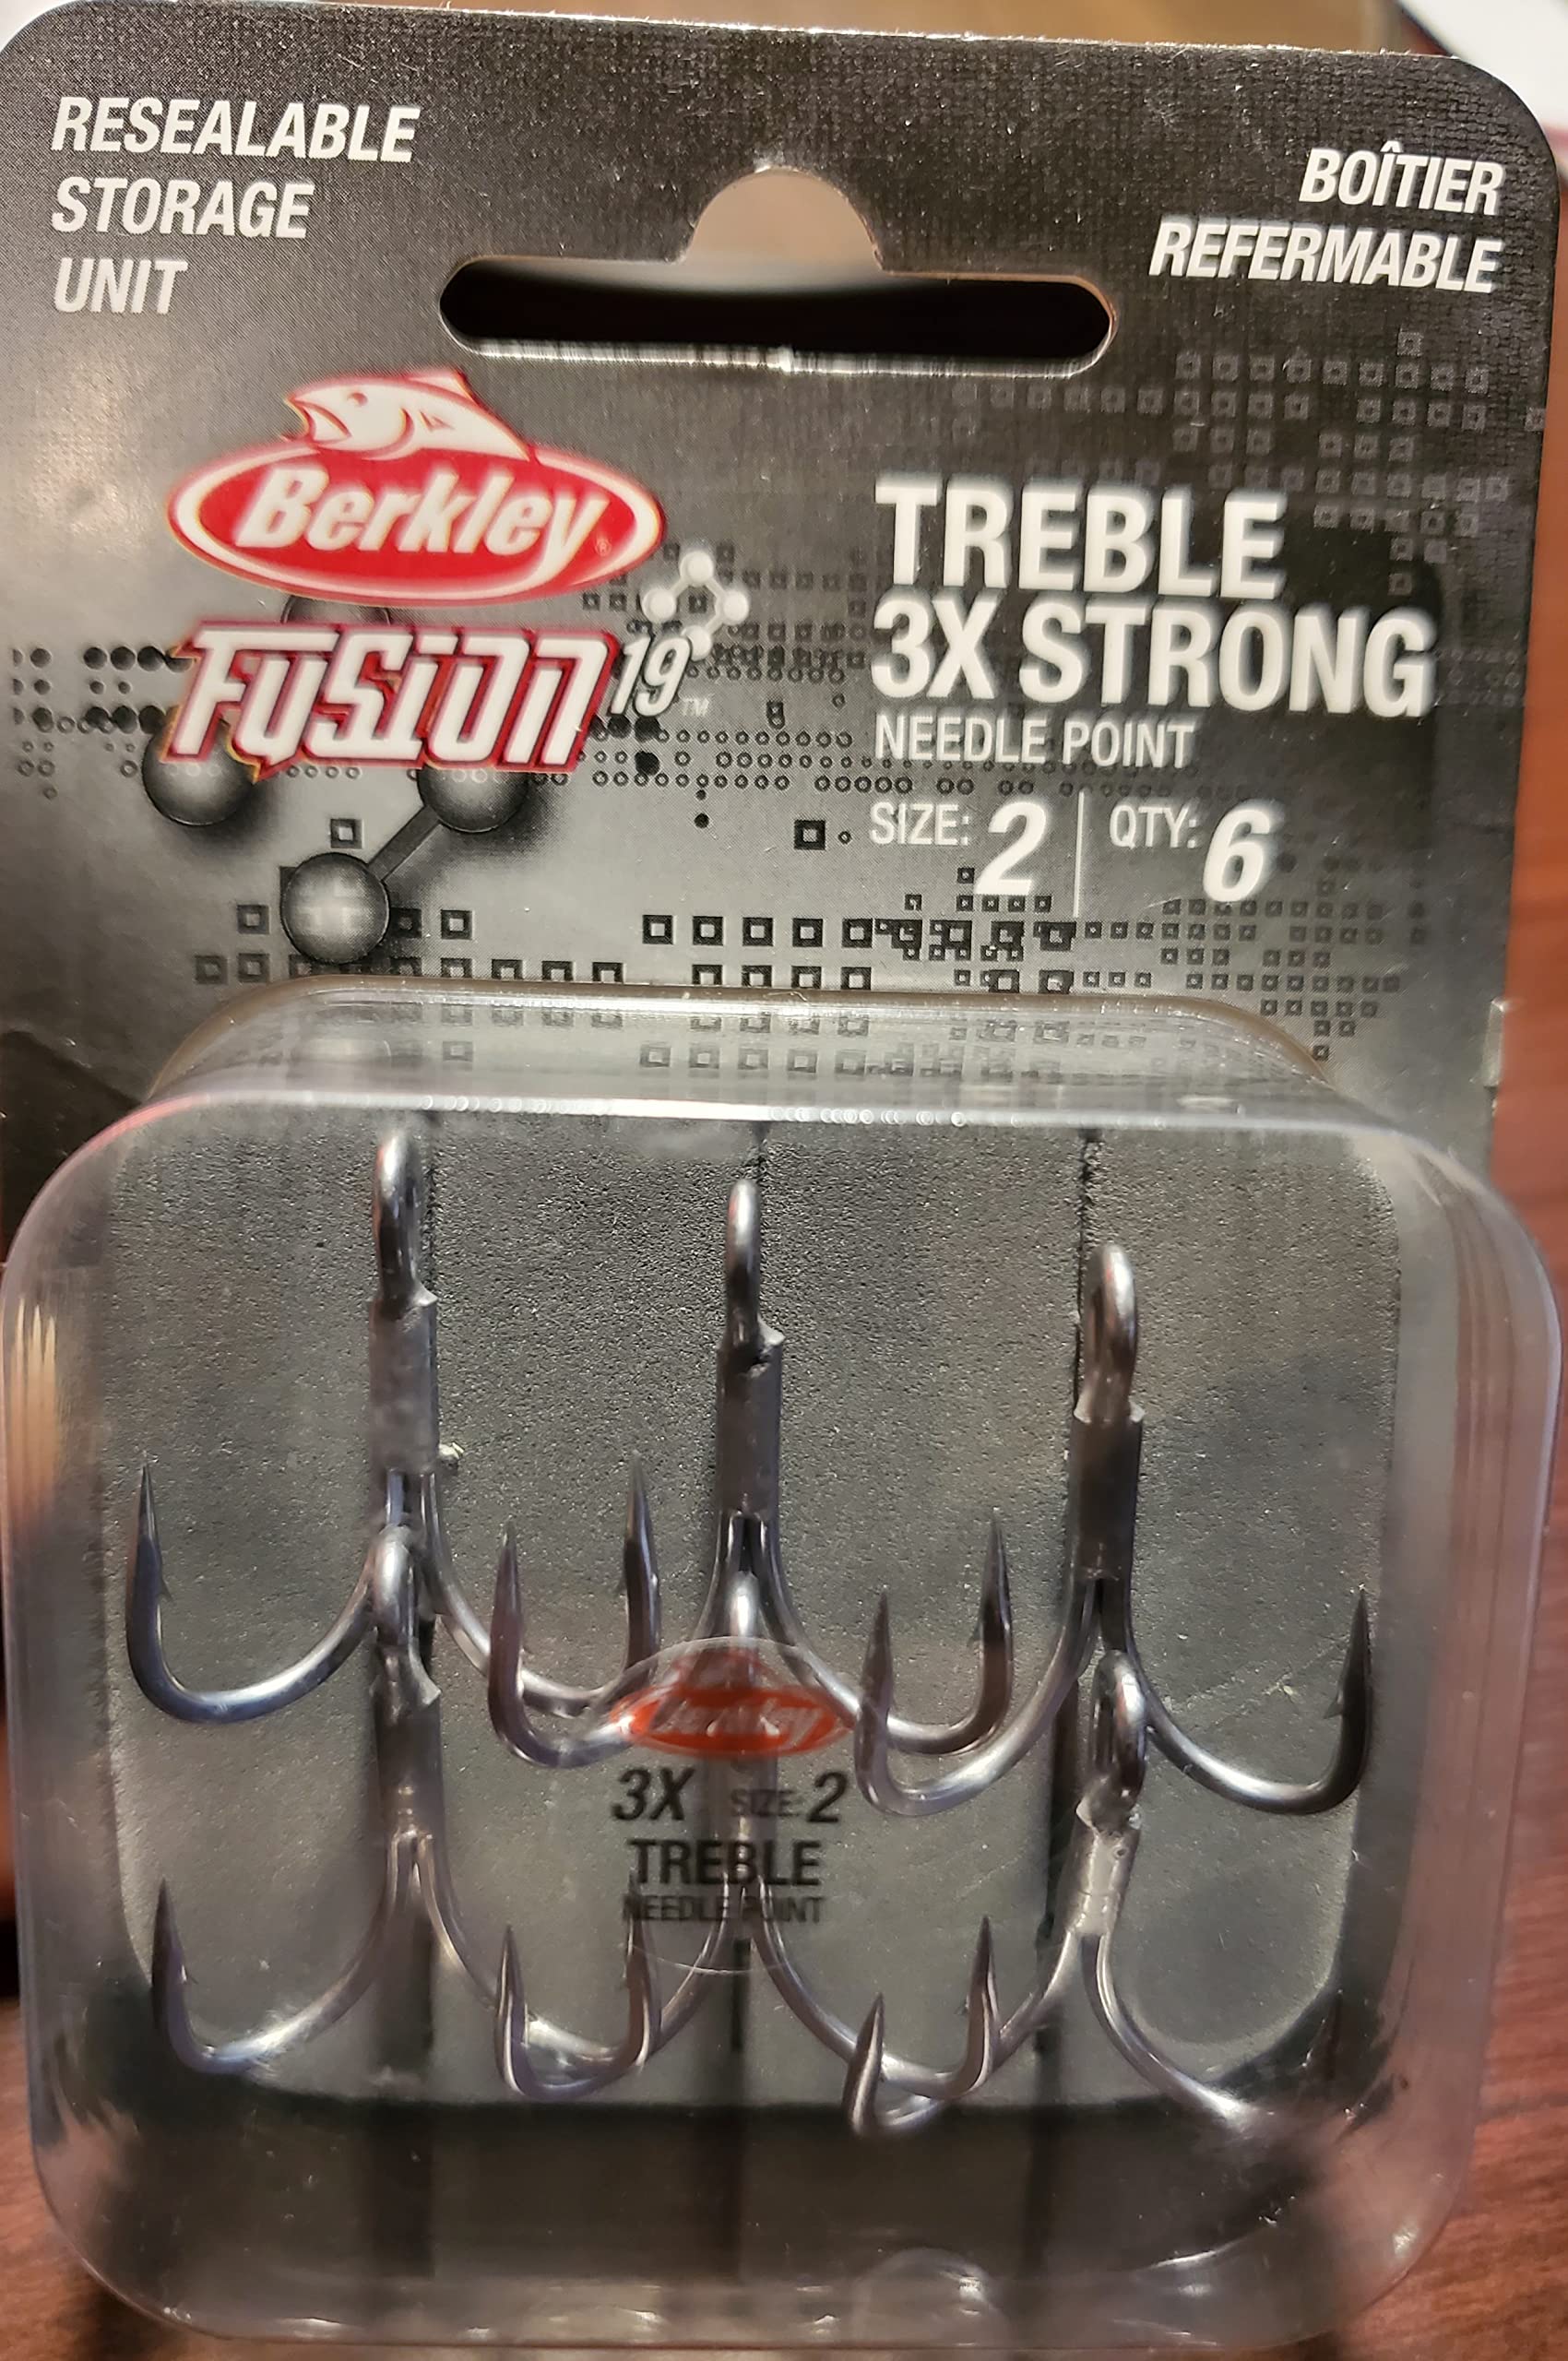 RESEALABLE
STORAGE
UNIT
BOÎTIER
REFERMABLE
Berkley®
FUSION19™
TREBLE
3X STRONG
NEEDLE POINT
SIZE: 2 | QTY: 6
Berkley
3X SIZE: 2
TREBLE
NEEDLE POINT